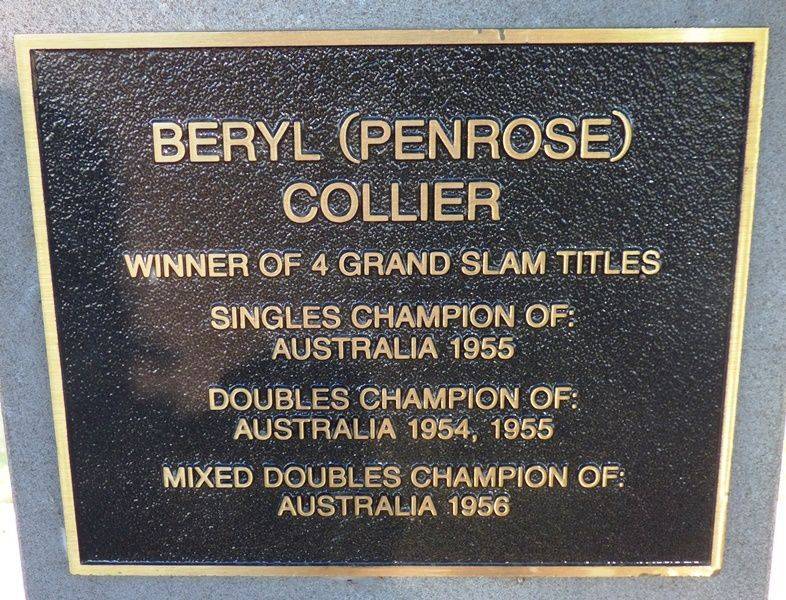 BERYL (PENROSE)
COLLIER
WINNER OF 4 GRAND SLAM TITLES
SINGLES CHAMPION OF:
AUSTRALIA 1955
DOUBLES CHAMPION OF:
AUSTRALIA 1954, 1955
MIXED DOUBLES CHAMPION OF:
AUSTRALIA 1956